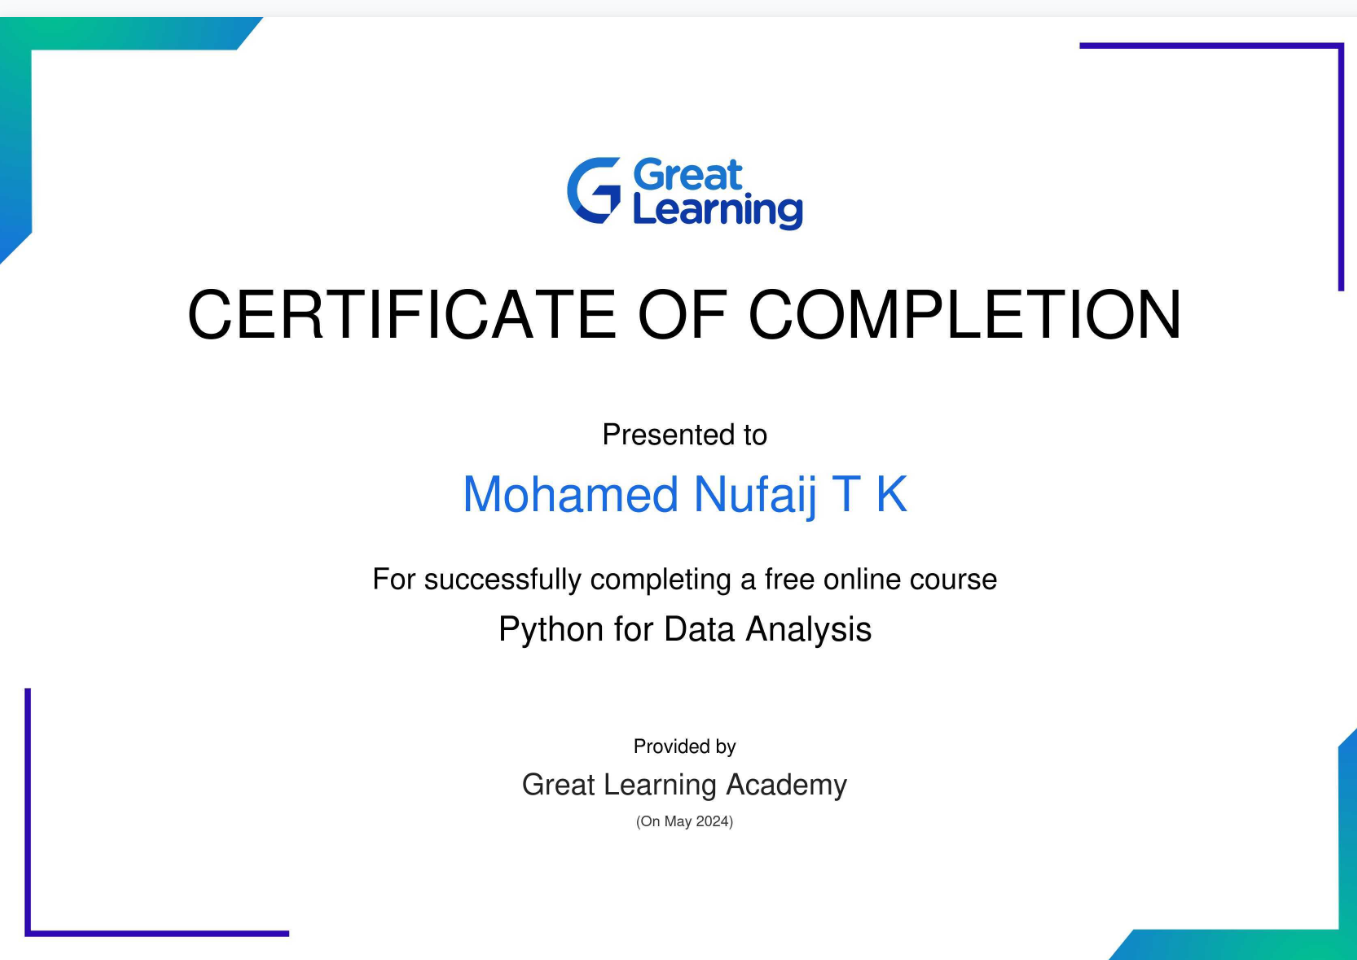 Great
Learning
CERTIFICATE OF COMPLETION
Presented to
Mohamed Nufaij T K
For successfully completing a free online course
Python for Data Analysis
Provided by
Great Learning Academy
(On May 2024)